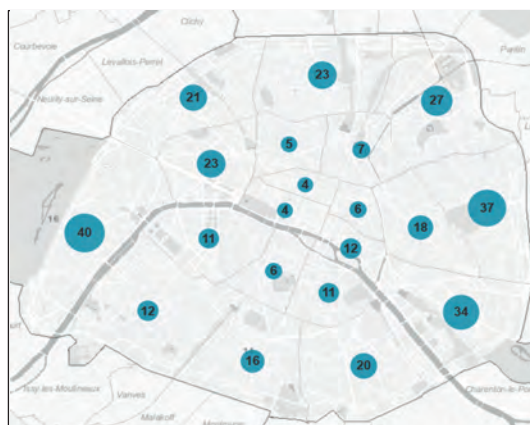 Clichy
Courbevoie
Levallois-Perret
Pantin
Neuilly-sur-Seine
23
21
27
5
7
23
4
37
4
6
16
18
40
11
12
6
11
34
12
16
20
Issy-les-Moulineaux
Vanves
Malakoff
Charenton-le-Po